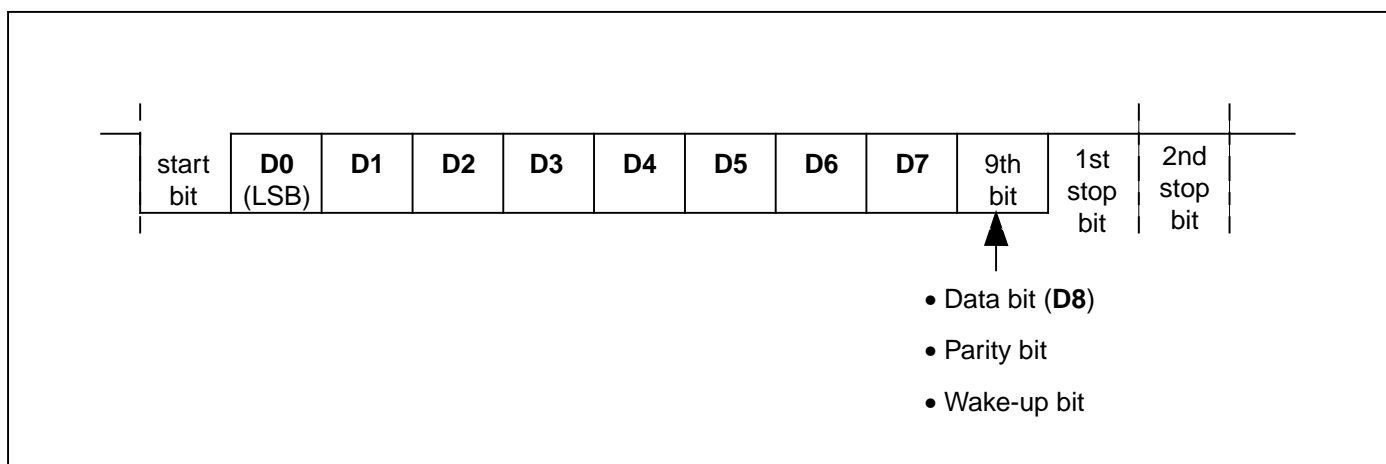 start bit
D0 (LSB)
D1
D2
D3
D4
D5
D6
D7
9th bit
1st stop bit
2nd stop bit
• Data bit (D8)
• Parity bit
• Wake-up bit